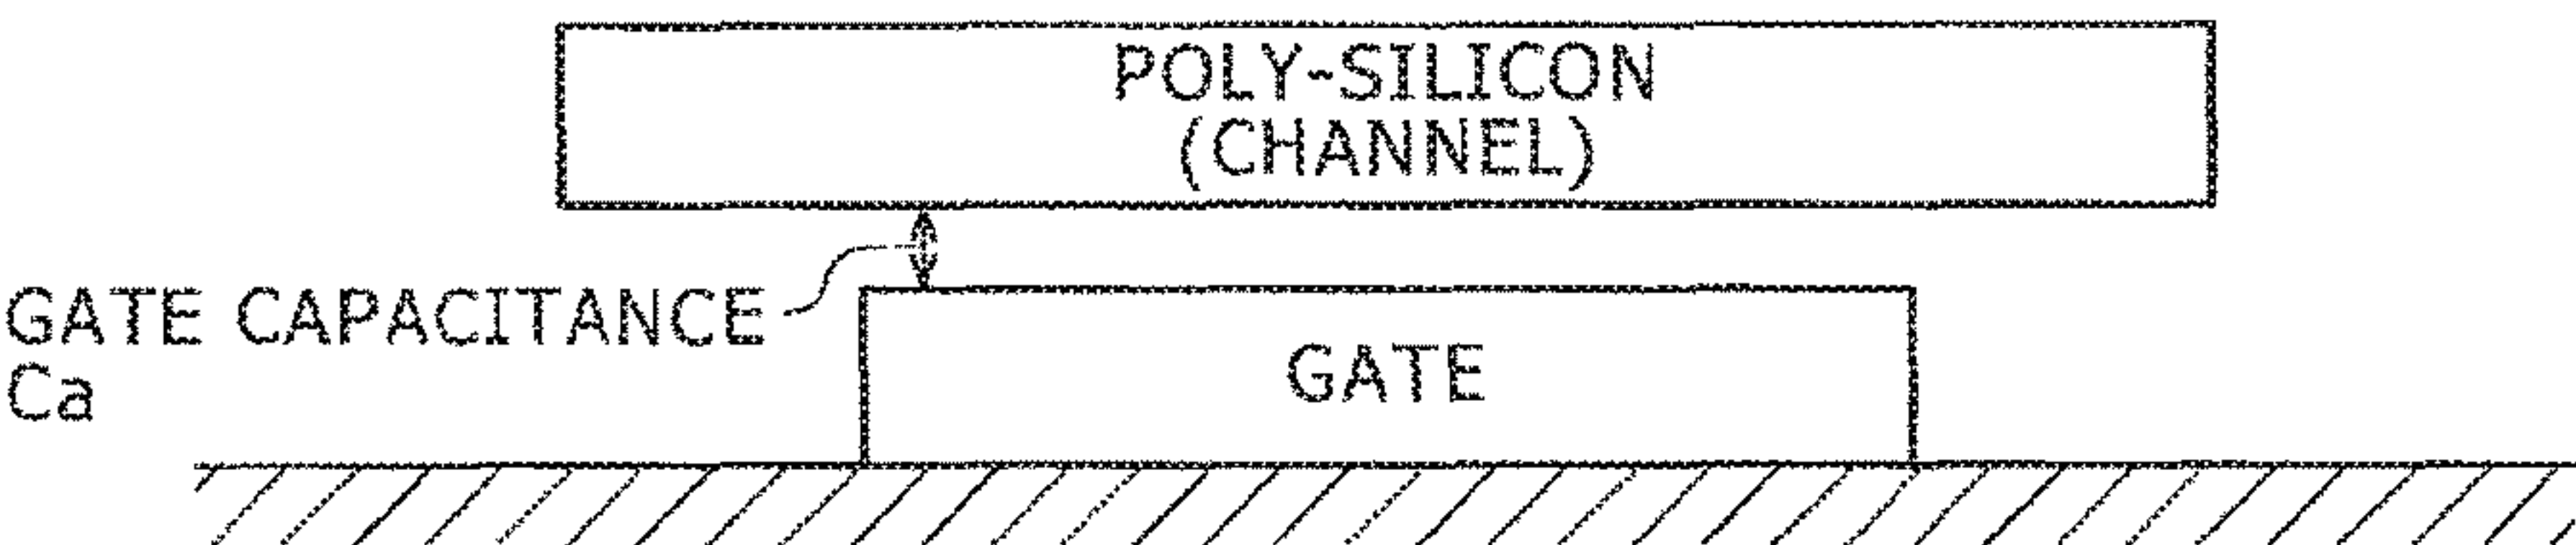 POLY-SILICON
(CHANNEL)
GATE CAPACITANCE
Ca
GATE